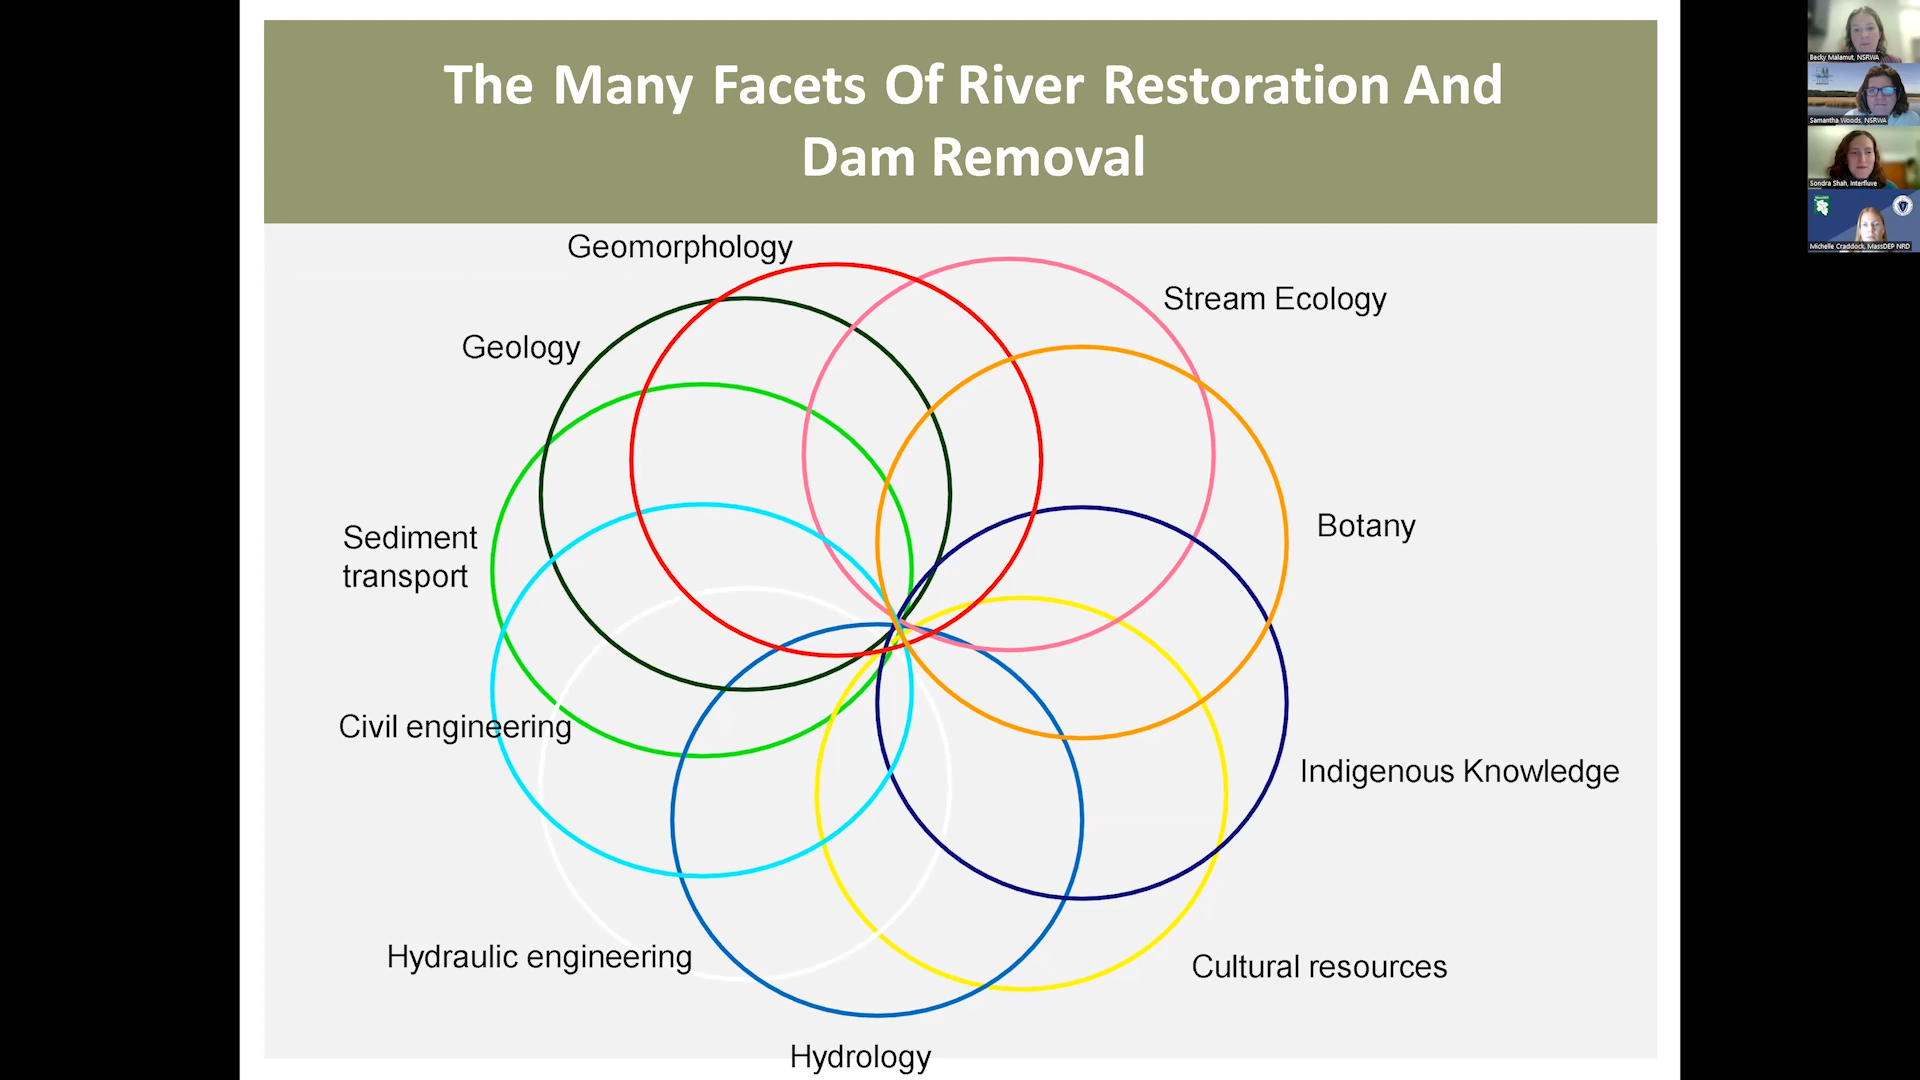 The Many Facets Of River Restoration And
Dam Removal
Geomorphology
Stream Ecology
Geology
Botany
Sediment
transport
Civil engineering
Indigenous Knowledge
Hydraulic engineering
Cultural resources
Hydrology
Becky Malamut, NSRWA
Samantha Woods, NSRWA
Sondra Shah, Interfluve
Michelle Craddock, MassDEP NRD